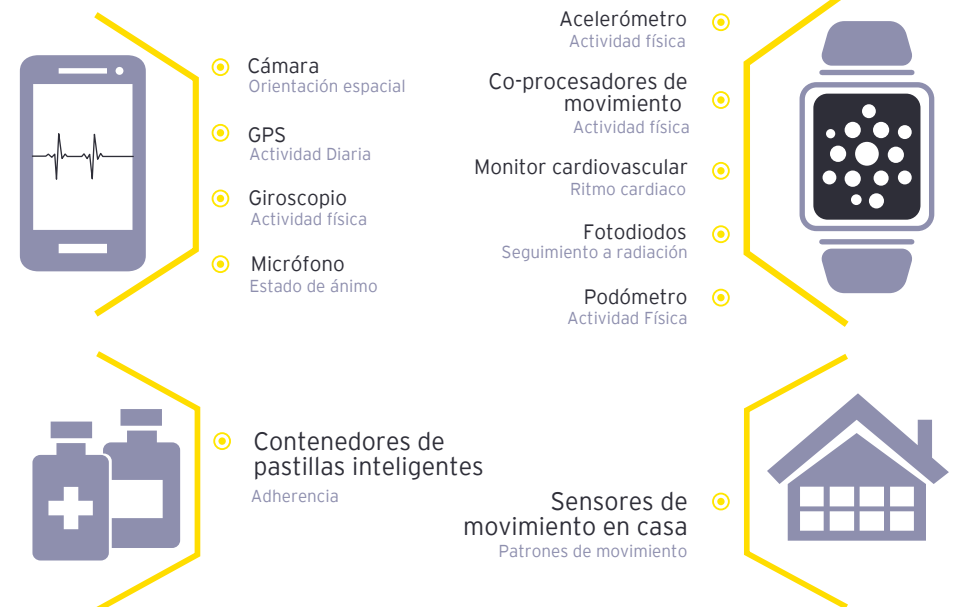 Cámara
Orientación espacial
GPS
Actividad Diaria
Giroscopio
Actividad física
Micrófono
Estado de ánimo
Acelerómetro
Actividad física
Co-procesadores de
movimiento
Actividad física
Monitor cardiovascular
Ritmo cardiaco
Fotodiodos
Seguimiento a radiación
Podómetro
Actividad Física
Contenedores de
pastillas inteligentes
Adherencia
Sensores de
movimiento en casa
Patrones de movimiento